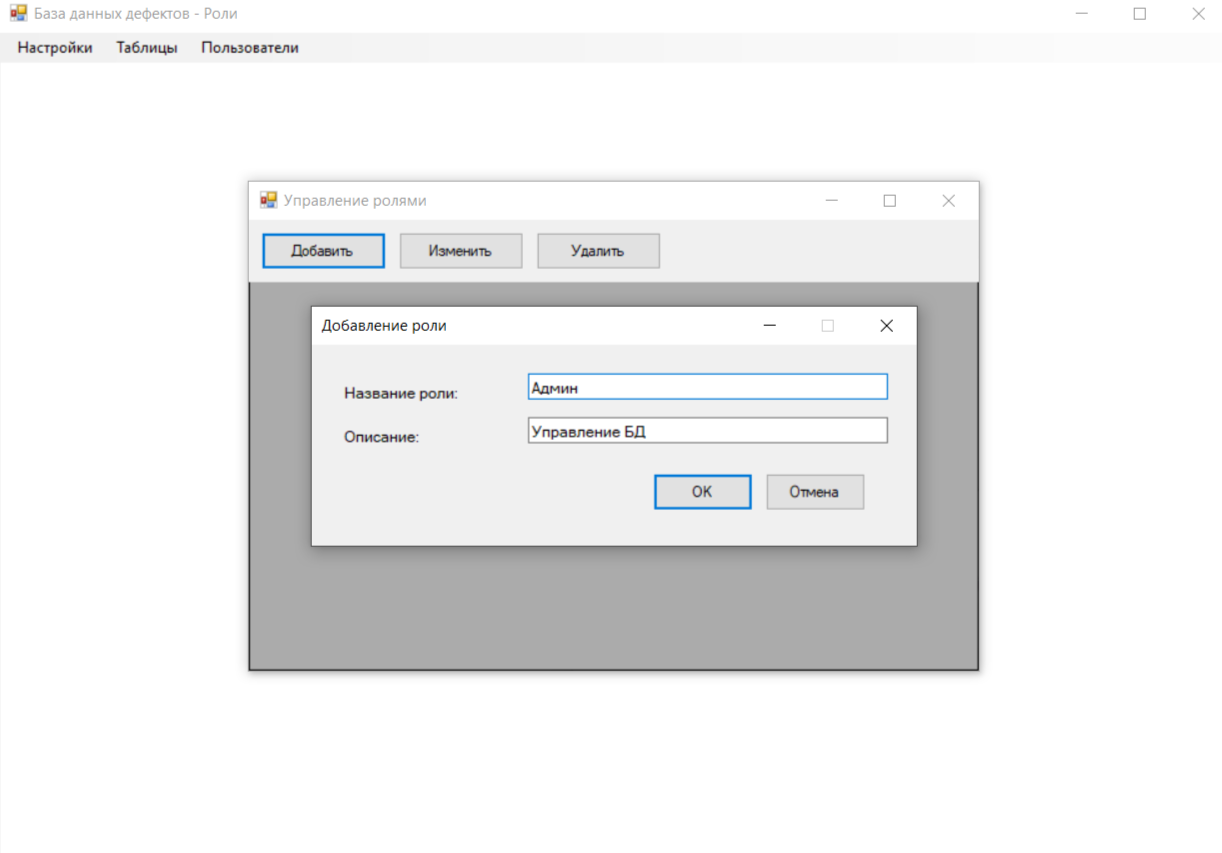 База данных дефектов - Роли
Настройки Таблицы Пользователи
Управление ролями
Добавить Изменить Удалить
Добавление роли
Название роли: Админ
Описание: Управление БД
ОК Отмена